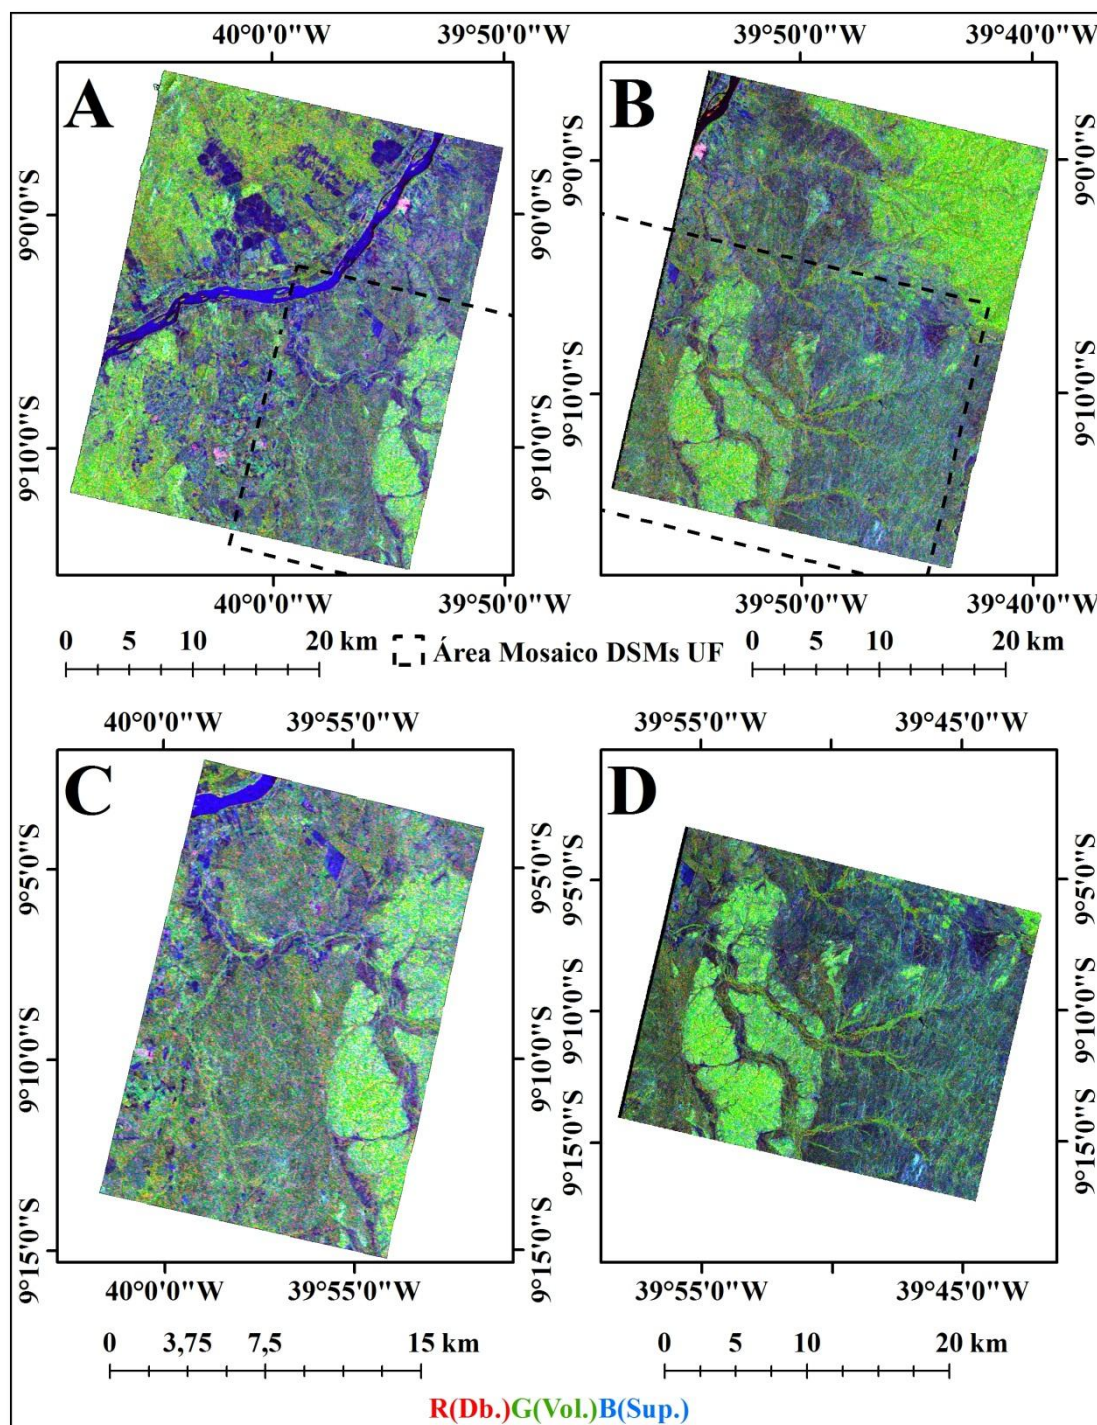 40°0'0"W 39°50'0"W 39°50'0"W 39°40'0"W
A B
9°0'0"S 9°0'0"S 9°0'0"S
9°10'0"S 9°10'0"S 9°10'0"S
40°0'0"W 39°50'0"W 39°50'0"W 39°40'0"W
0 5 10 20 km Área Mosaico DSMs UF 0 5 10 20 km
40°0'0"W 39°55'0"W 39°55'0"W 39°45'0"W
C D
9°5'0"S 9°5'0"S 9°5'0"S 9°5'0"S
9°10'0"S 9°10'0"S 9°10'0"S 9°10'0"S
9°15'0"S 9°15'0"S 9°15'0"S 9°15'0"S
40°0'0"W 39°55'0"W 39°55'0"W 39°45'0"W
0 3,75 7,5 15 km 0 5 10 20 km
R(Db.)G(Vol.)B(Sup.)